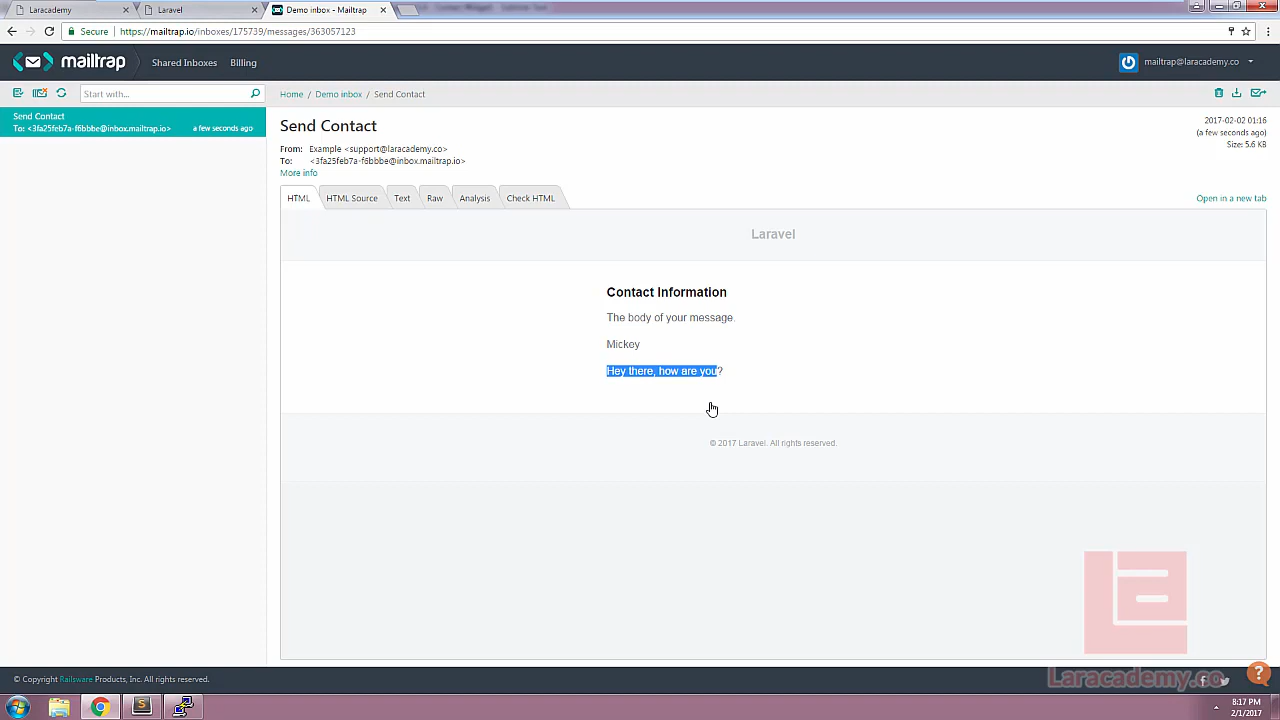 Laracademy
Laravel
Demo inbox - Mailtrap
Secure
https://mailtrap.io/inboxes/175739/messages/363057123
mailtrap
Shared Inboxes
Billing
mailtrap@laracademy.co
Start with...
Home / Demo inbox / Send Contact
Send Contact
To: <3fa25feb7a-f6bbbe@inbox.mailtrap.io>
a few seconds ago
Send Contact
2017-02-02 01:16
(a few seconds ago)
Size: 5.6 KB
From: Example <support@laracademy.co>
To: <3fa25feb7a-f6bbbe@inbox.mailtrap.io>
More info
HTML
HTML Source
Text
Raw
Analysis
Check HTML
Open in a new tab
Laravel
Contact Information
The body of your message.
Mickey
Hey there, how are you?
© 2017 Laravel. All rights reserved.
La
Laracademy.co
© Copyright Railsware Products, Inc. All rights reserved.
8:17 PM
2/1/2017